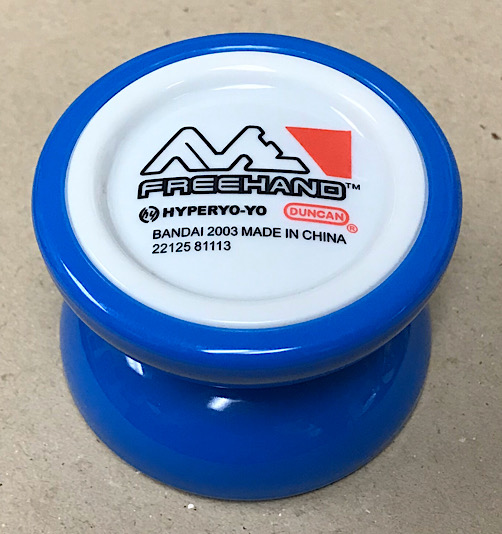 FREEHAND™
HYPERYO-YO DUNCAN®
BANDAI 2003 MADE IN CHINA
22125 81113